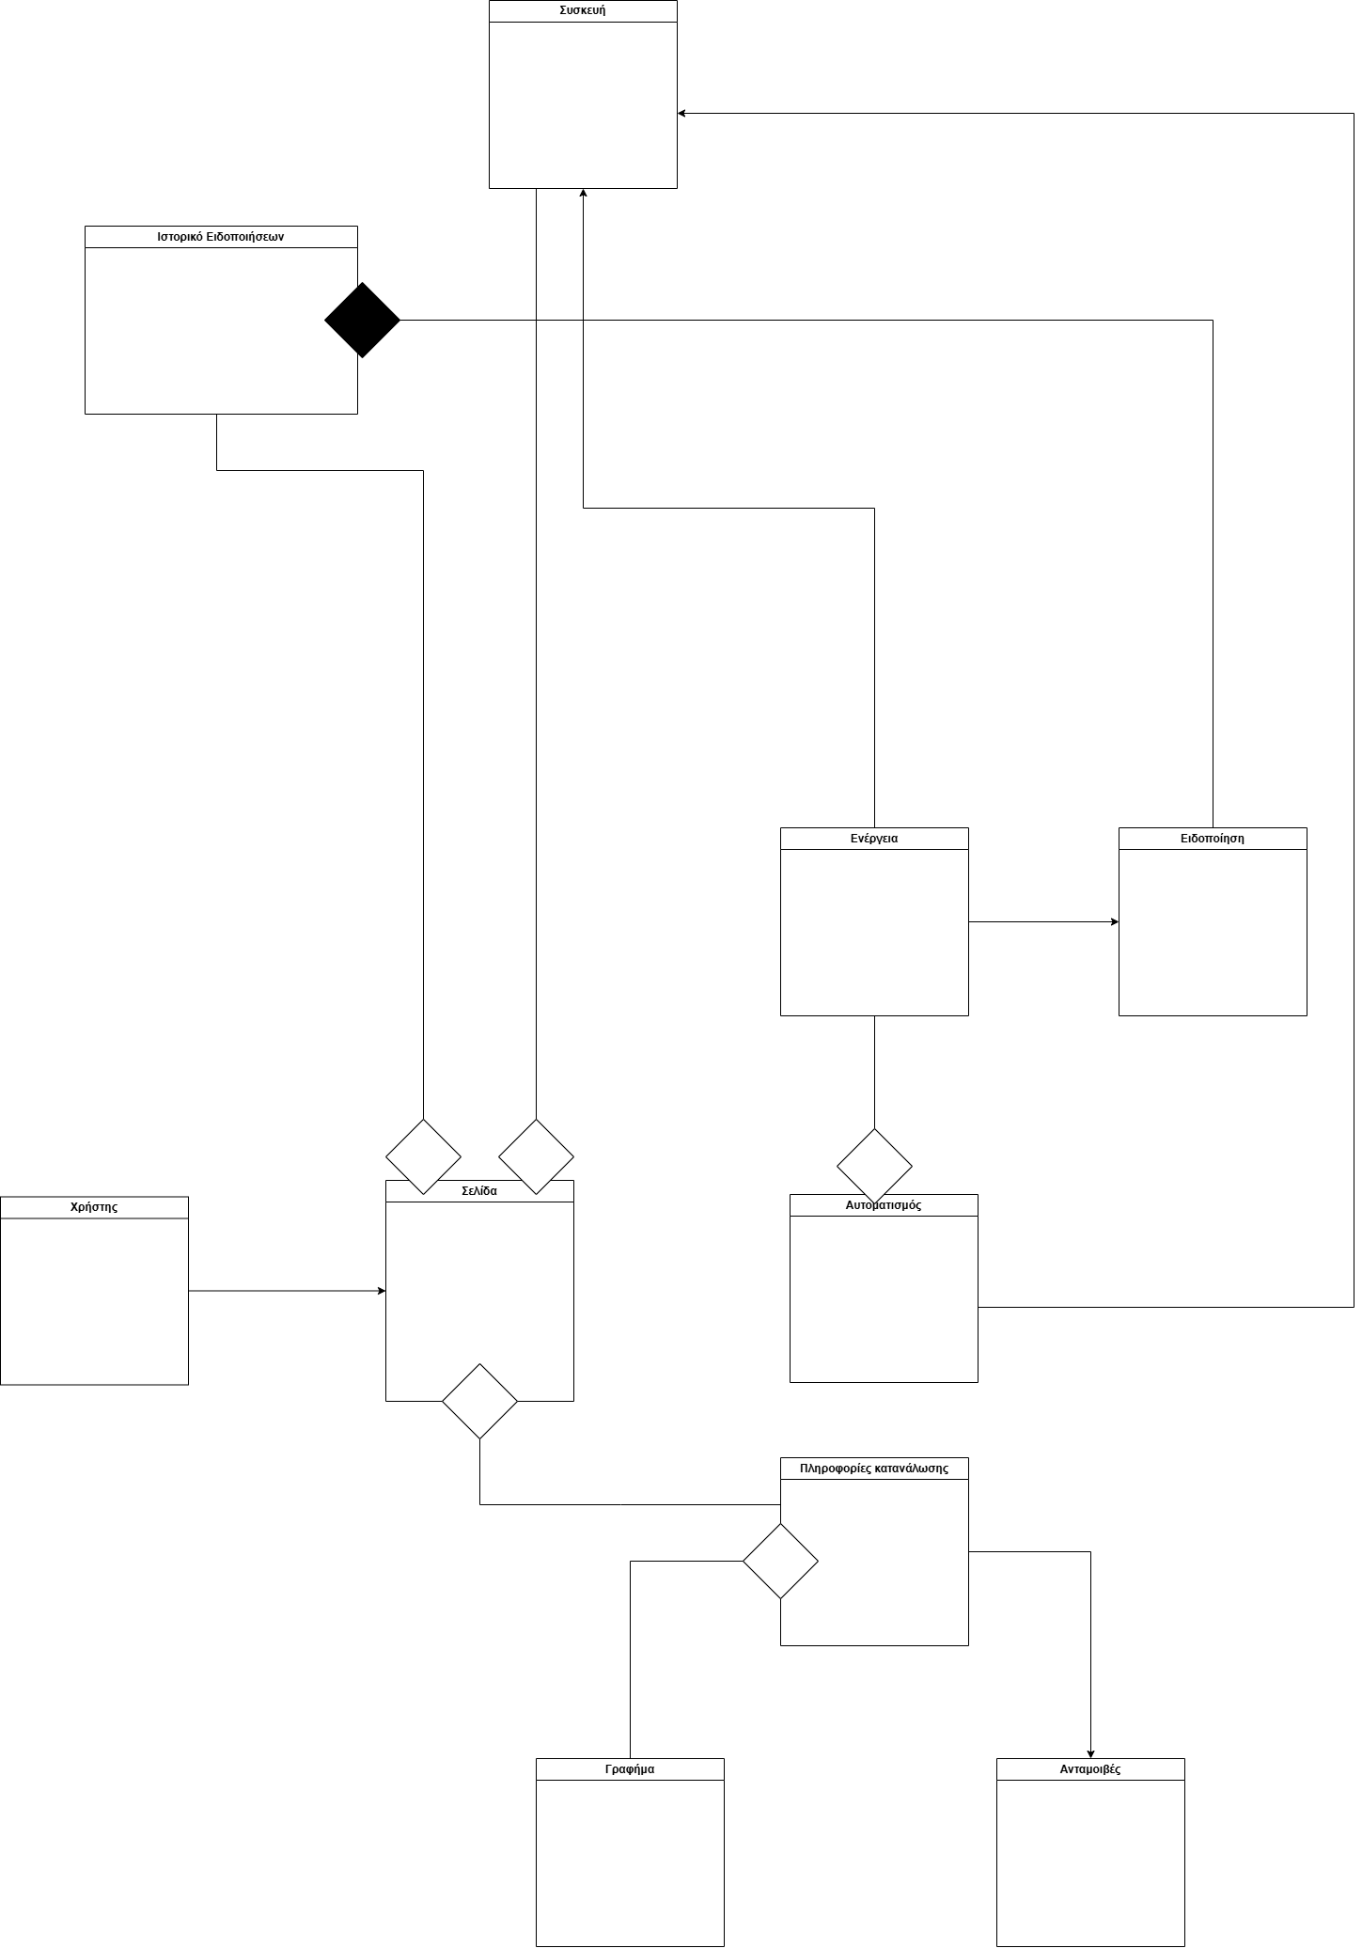 Συσκευή
Ιστορικό Ειδοποιήσεων
Ενέργεια
Ειδοποίηση
Σελίδα
Χρήστης
Αυτοματισμός
Πληροφορίες κατανάλωσης
Γραφήμα
Ανταμοιβές